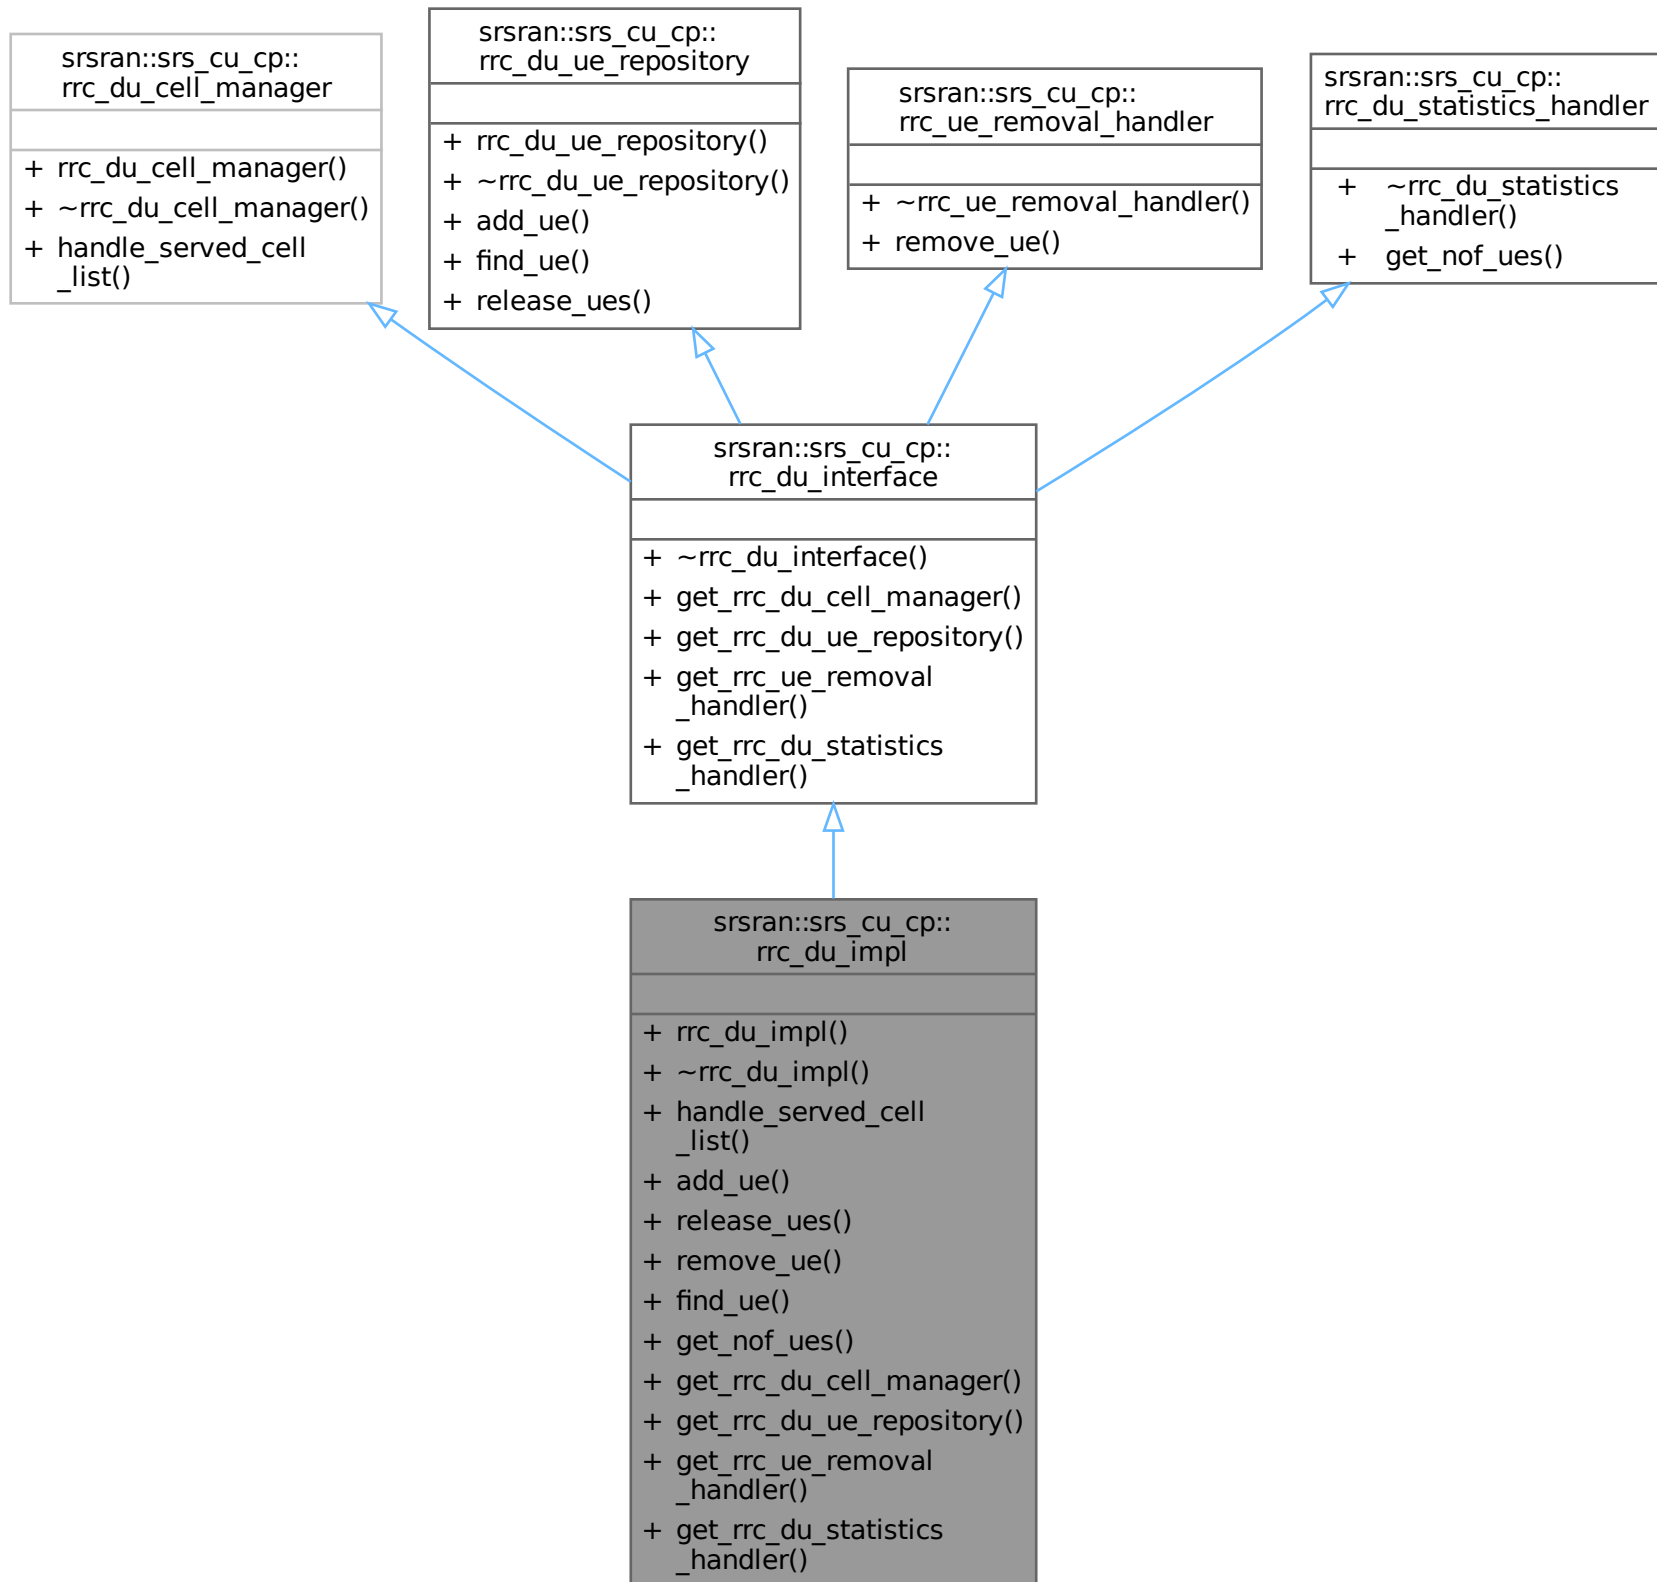 srsran::srs_cu_cp::
rrc_du_cell_manager
+ rrc_du_cell_manager()
+ ~rrc_du_cell_manager()
+ handle_served_cell
_list()
srsran::srs_cu_cp::
rrc_du_ue_repository
+ rrc_du_ue_repository()
+ ~rrc_du_ue_repository()
+ add_ue()
+ find_ue()
+ release_ues()
srsran::srs_cu_cp::
rrc_ue_removal_handler
+ ~rrc_ue_removal_handler()
+ remove_ue()
srsran::srs_cu_cp::
rrc_du_statistics_handler
+ ~rrc_du_statistics
_handler()
+ get_nof_ues()
srsran::srs_cu_cp::
rrc_du_interface
+ ~rrc_du_interface()
+ get_rrc_du_cell_manager()
+ get_rrc_du_ue_repository()
+ get_rrc_ue_removal
_handler()
+ get_rrc_du_statistics
_handler()
srsran::srs_cu_cp::
rrc_du_impl
+ rrc_du_impl()
+ ~rrc_du_impl()
+ handle_served_cell
_list()
+ add_ue()
+ release_ues()
+ remove_ue()
+ find_ue()
+ get_nof_ues()
+ get_rrc_du_cell_manager()
+ get_rrc_du_ue_repository()
+ get_rrc_ue_removal
_handler()
+ get_rrc_du_statistics
_handler()